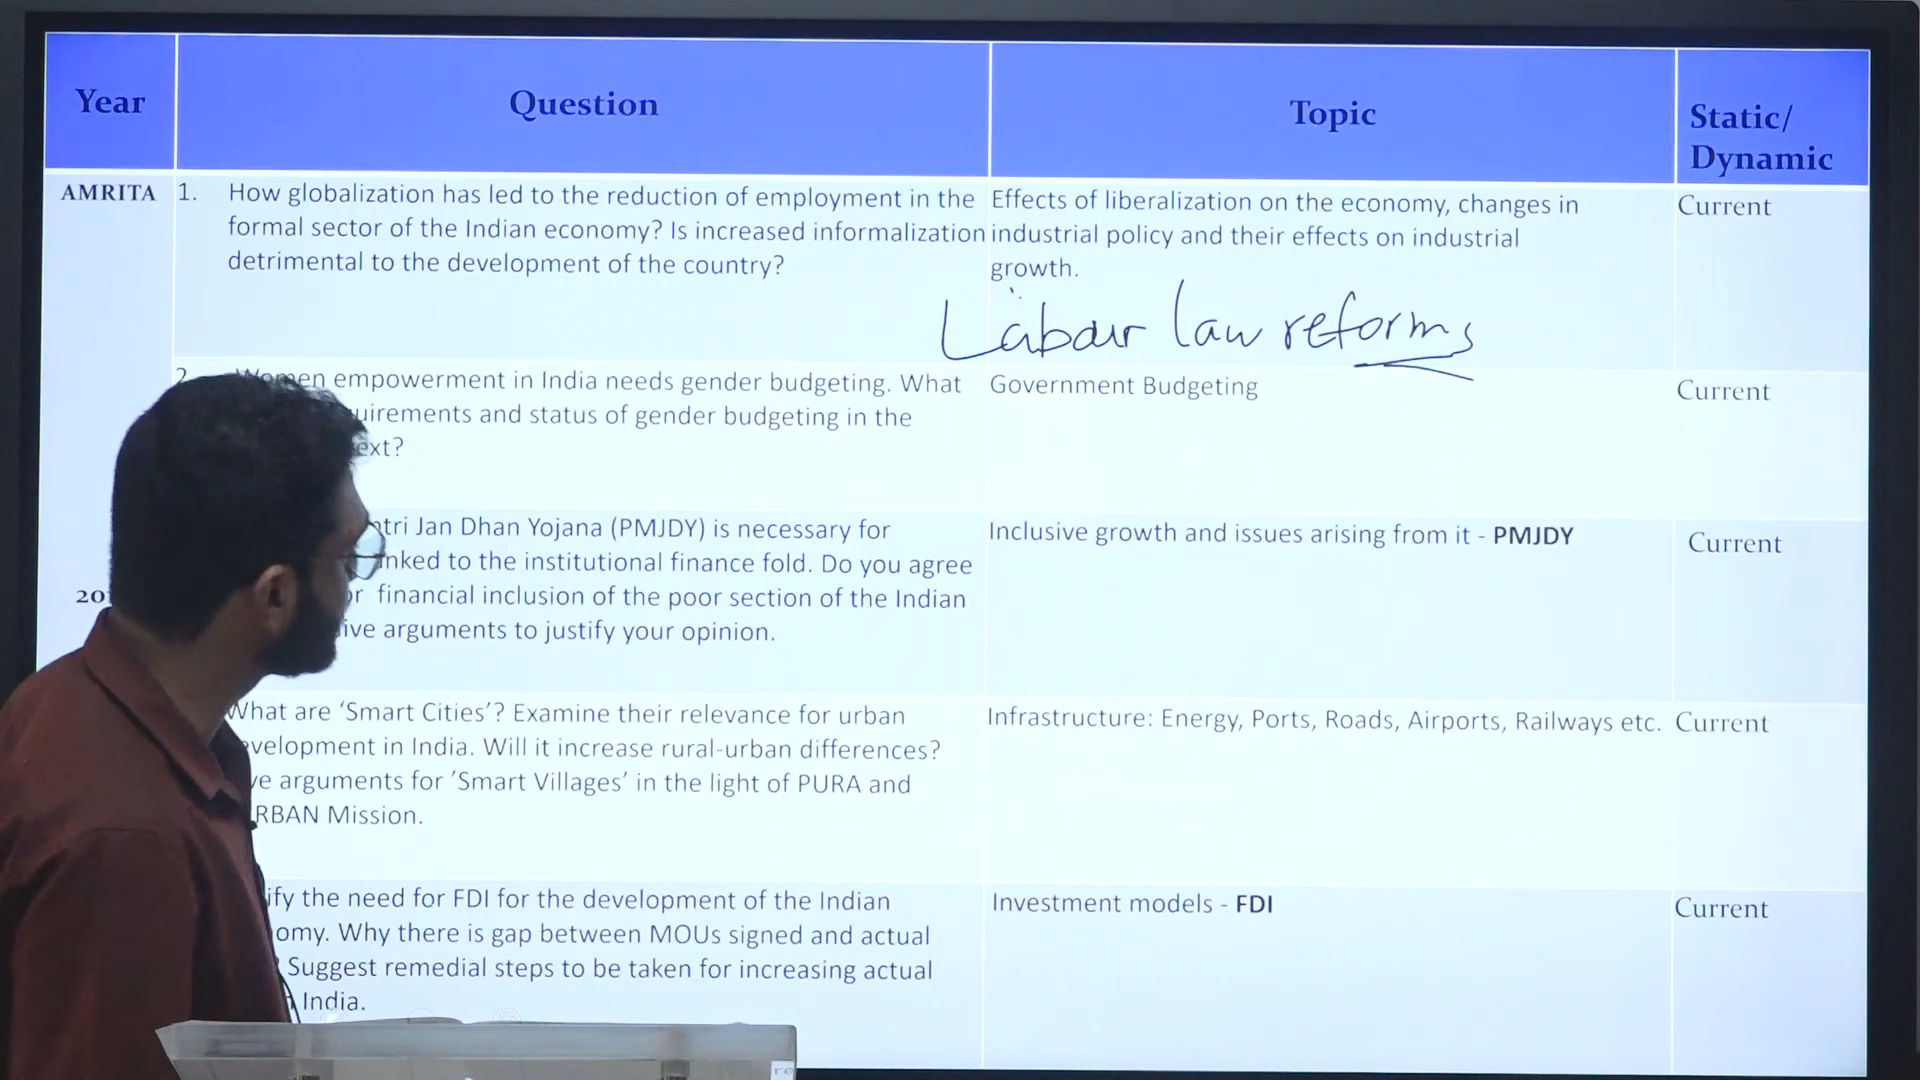 Year
Question
Topic
Static/
Dynamic
AMRITA
1. How globalization has led to the reduction of employment in the
formal sector of the Indian economy? Is increased informalization
detrimental to the development of the country?
Effects of liberalization on the economy, changes in
industrial policy and their effects on industrial
growth.
Current
Labour law reforms
2. Women empowerment in India needs gender budgeting. What
uirements and status of gender budgeting in the
ext?
Government Budgeting
Current
20
ntri Jan Dhan Yojana (PMJDY) is necessary for
nked to the institutional finance fold. Do you agree
or financial inclusion of the poor section of the Indian
ive arguments to justify your opinion.
Inclusive growth and issues arising from it - PMJDY
Current
What are ‘Smart Cities’? Examine their relevance for urban
velopment in India. Will it increase rural-urban differences?
ve arguments for ’Smart Villages’ in the light of PURA and
RBAN Mission.
Infrastructure: Energy, Ports, Roads, Airports, Railways etc.
Current
ify the need for FDI for the development of the Indian
omy. Why there is gap between MOUs signed and actual
Suggest remedial steps to be taken for increasing actual
India.
Investment models - FDI
Current